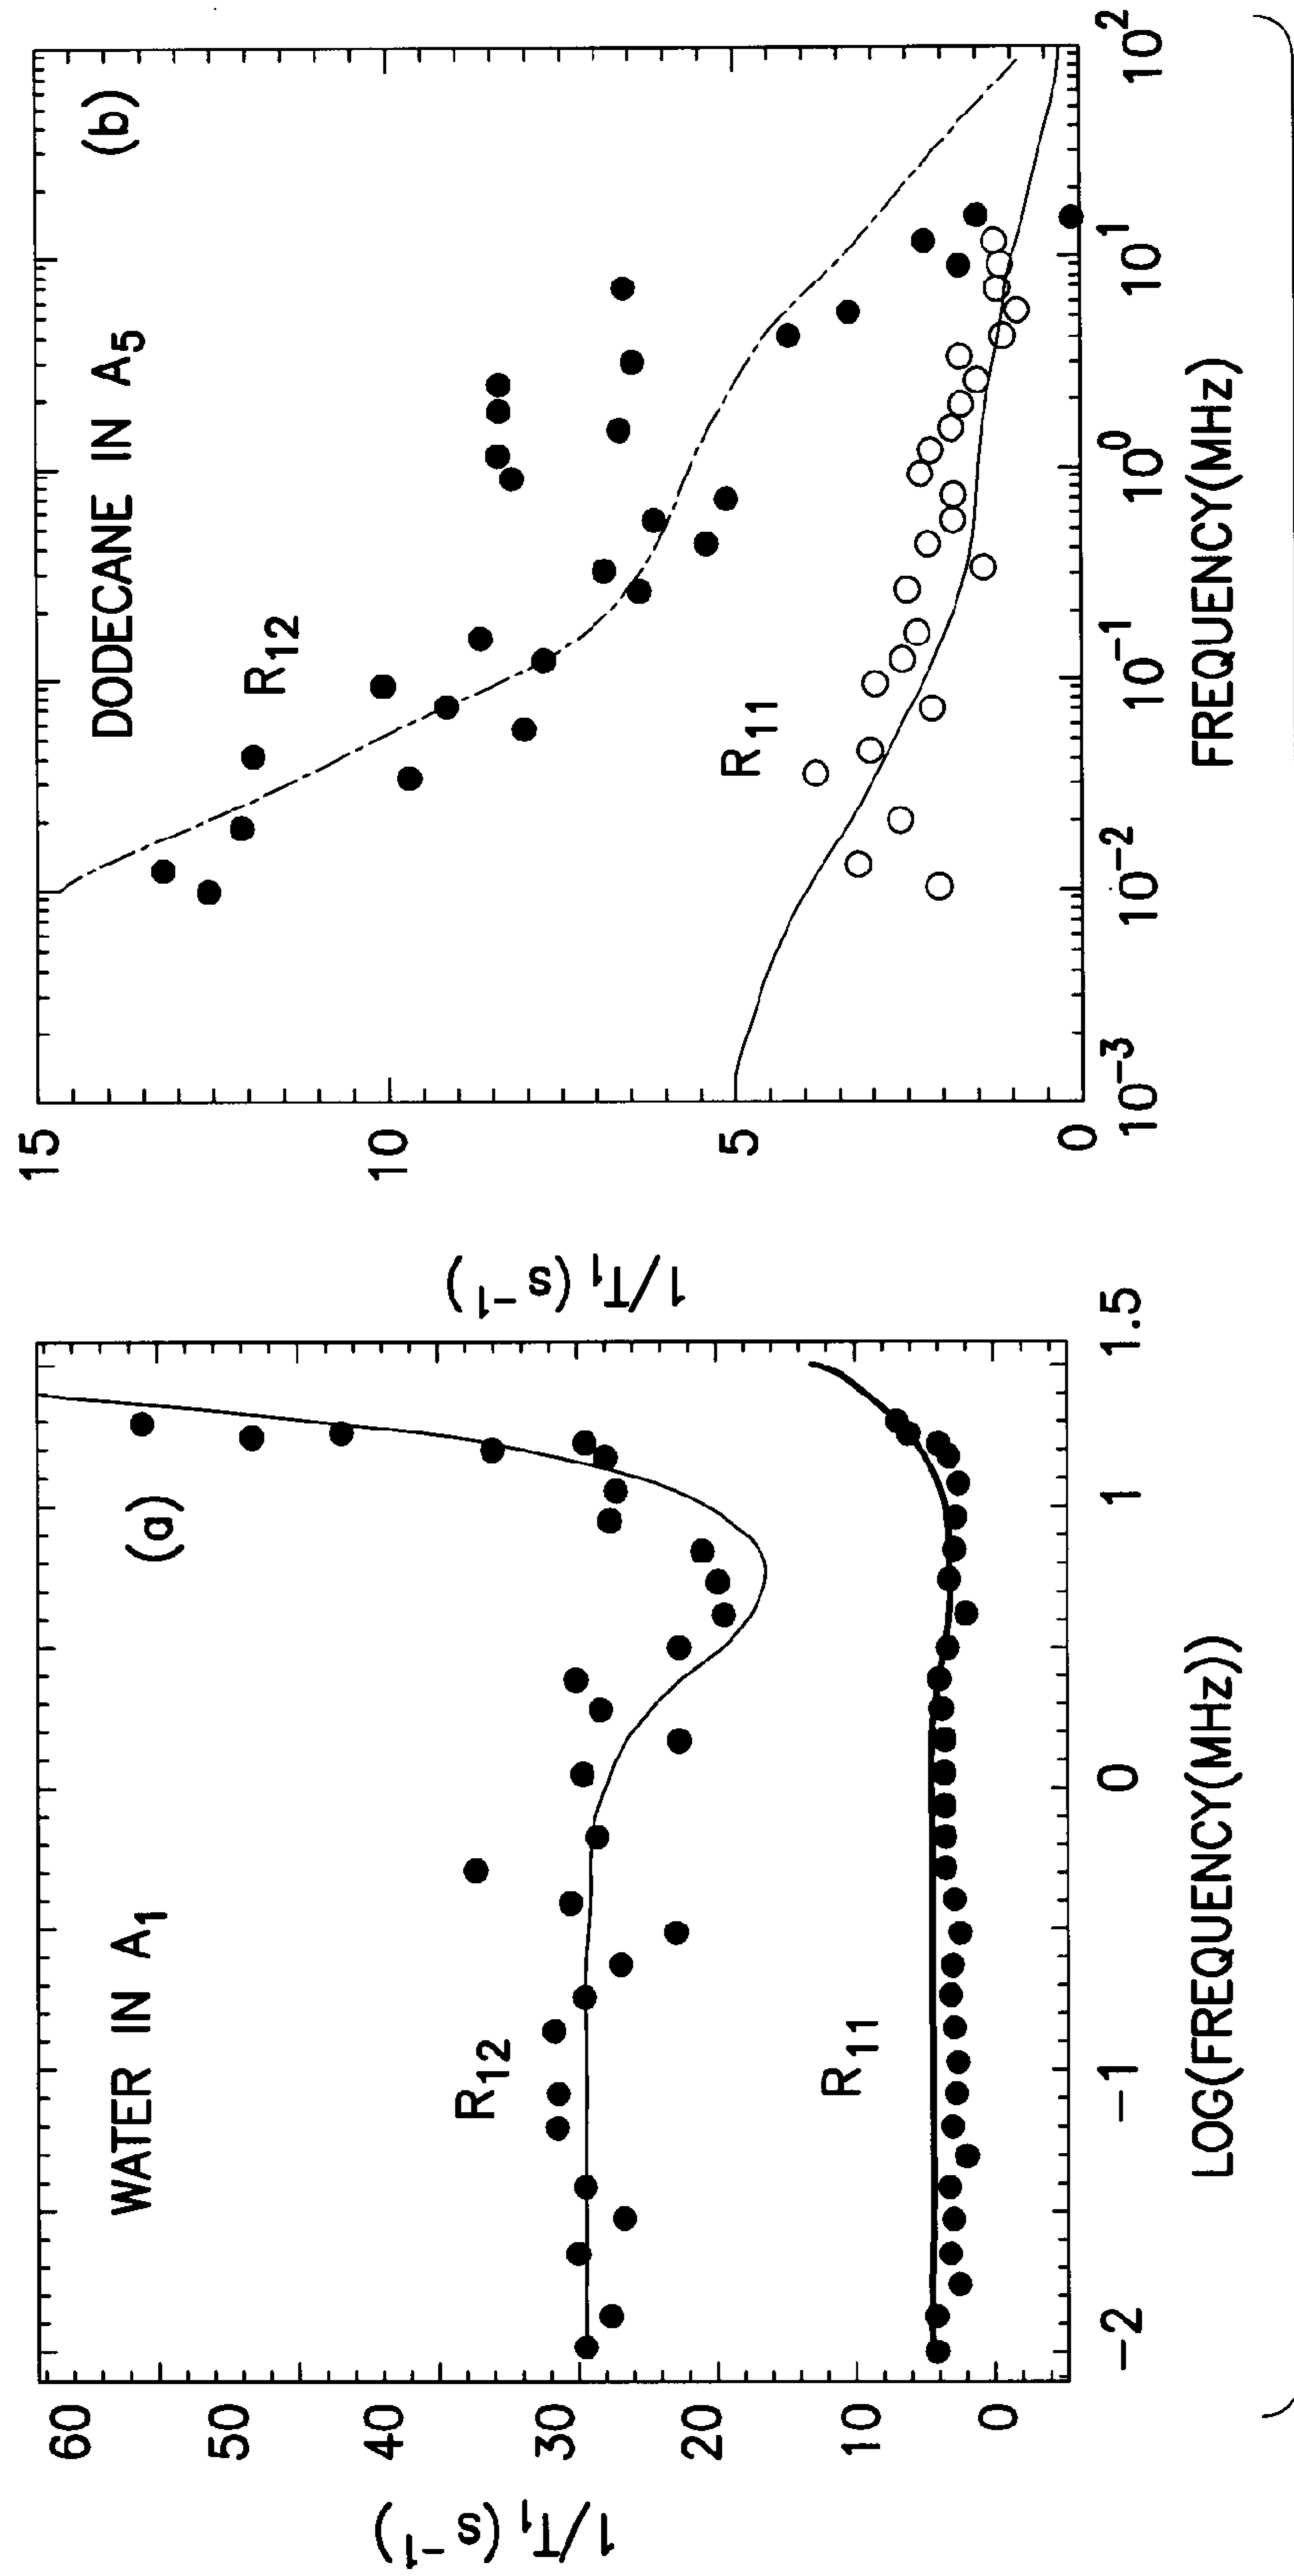 WATER IN A1
(a)
60
50
40
30
20
10
0
1/T1(s−1)
R12
R11
−2
−1
0
1
1.5
LOG(FREQUENCY(MHz))
DODECANE IN A5
(b)
15
10
5
0
1/T1(s−1)
R12
R11
10−3
10−2
10−1
100
101
102
FREQUENCY(MHz)